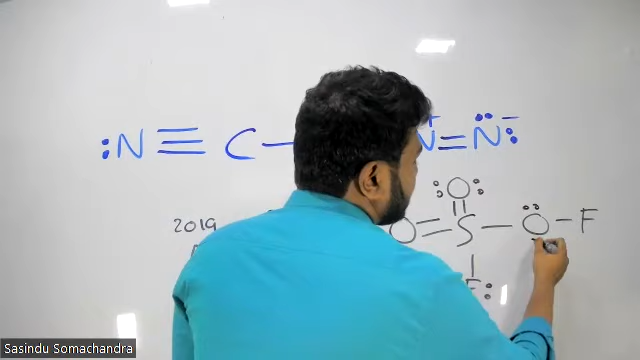 :N≡C— N⁺=N̈:⁻
:O:
2019 O=S—Ö—F
F:
Sasindu Somachandra